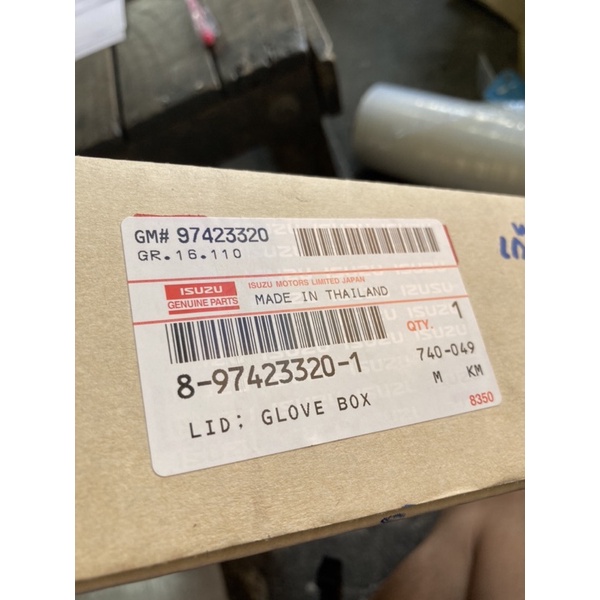 GM# 97423320
GR.16.110
ISUZU
GENUINE PARTS
ISUZU MOTORS LIMITED JAPAN
MADE IN THAILAND
QTY. 1
8-97423320-1
740-049
M KM
LID; GLOVE BOX
8350